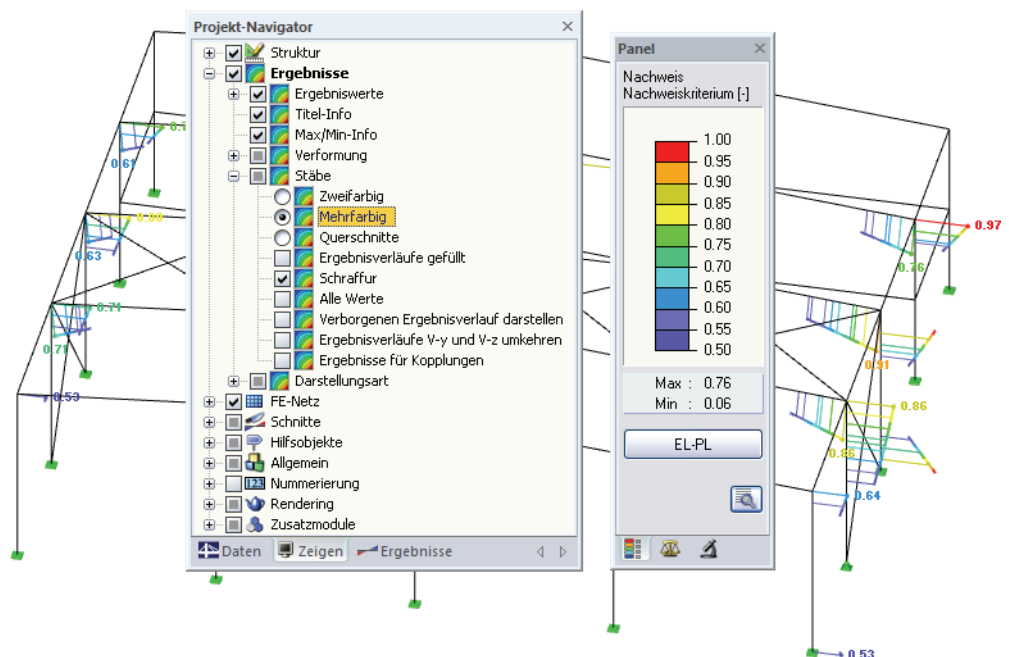 Projekt-Navigator
Struktur
Ergebnisse
Ergebniswerte
Titel-Info
Max/Min-Info
Verformung
Stäbe
Zweifarbig
Mehrfarbig
Querschnitte
Ergebnisverläufe gefüllt
Schraffur
Alle Werte
Verborgenen Ergebnisverlauf darstellen
Ergebnisverläufe V-y und V-z umkehren
Ergebnisse für Kopplungen
Darstellungsart
FE-Netz
Schnitte
Hilfsobjekte
Allgemein
123 Nummerierung
Rendering
Zusatzmodule
Daten Zeigen Ergebnisse
Panel
Nachweis
Nachweiskriterium [-]
1.00
0.95
0.90
0.85
0.80
0.75
0.70
0.65
0.60
0.55
0.50
Max : 0.76
Min : 0.06
EL-PL
0.61
0.63
0.71
0.71
0.53
0.97
0.76
0.91
0.86
0.86
0.64
0.53